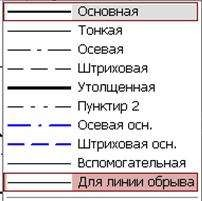 Основная
Тонкая
Осевая
Штриховая
Утолщенная
Пунктир 2
Осевая осн.
Штриховая осн.
Вспомогательная
Для линии обрыва